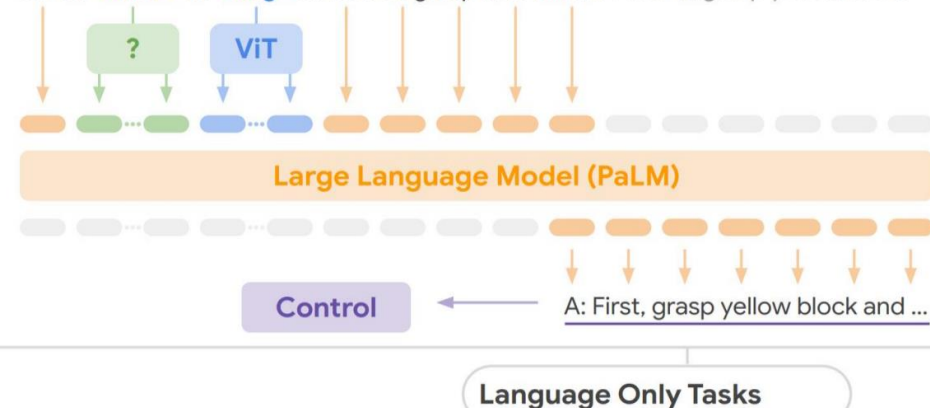 ?
ViT
Large Language Model (PaLM)
Control
A: First, grasp yellow block and ...
Language Only Tasks